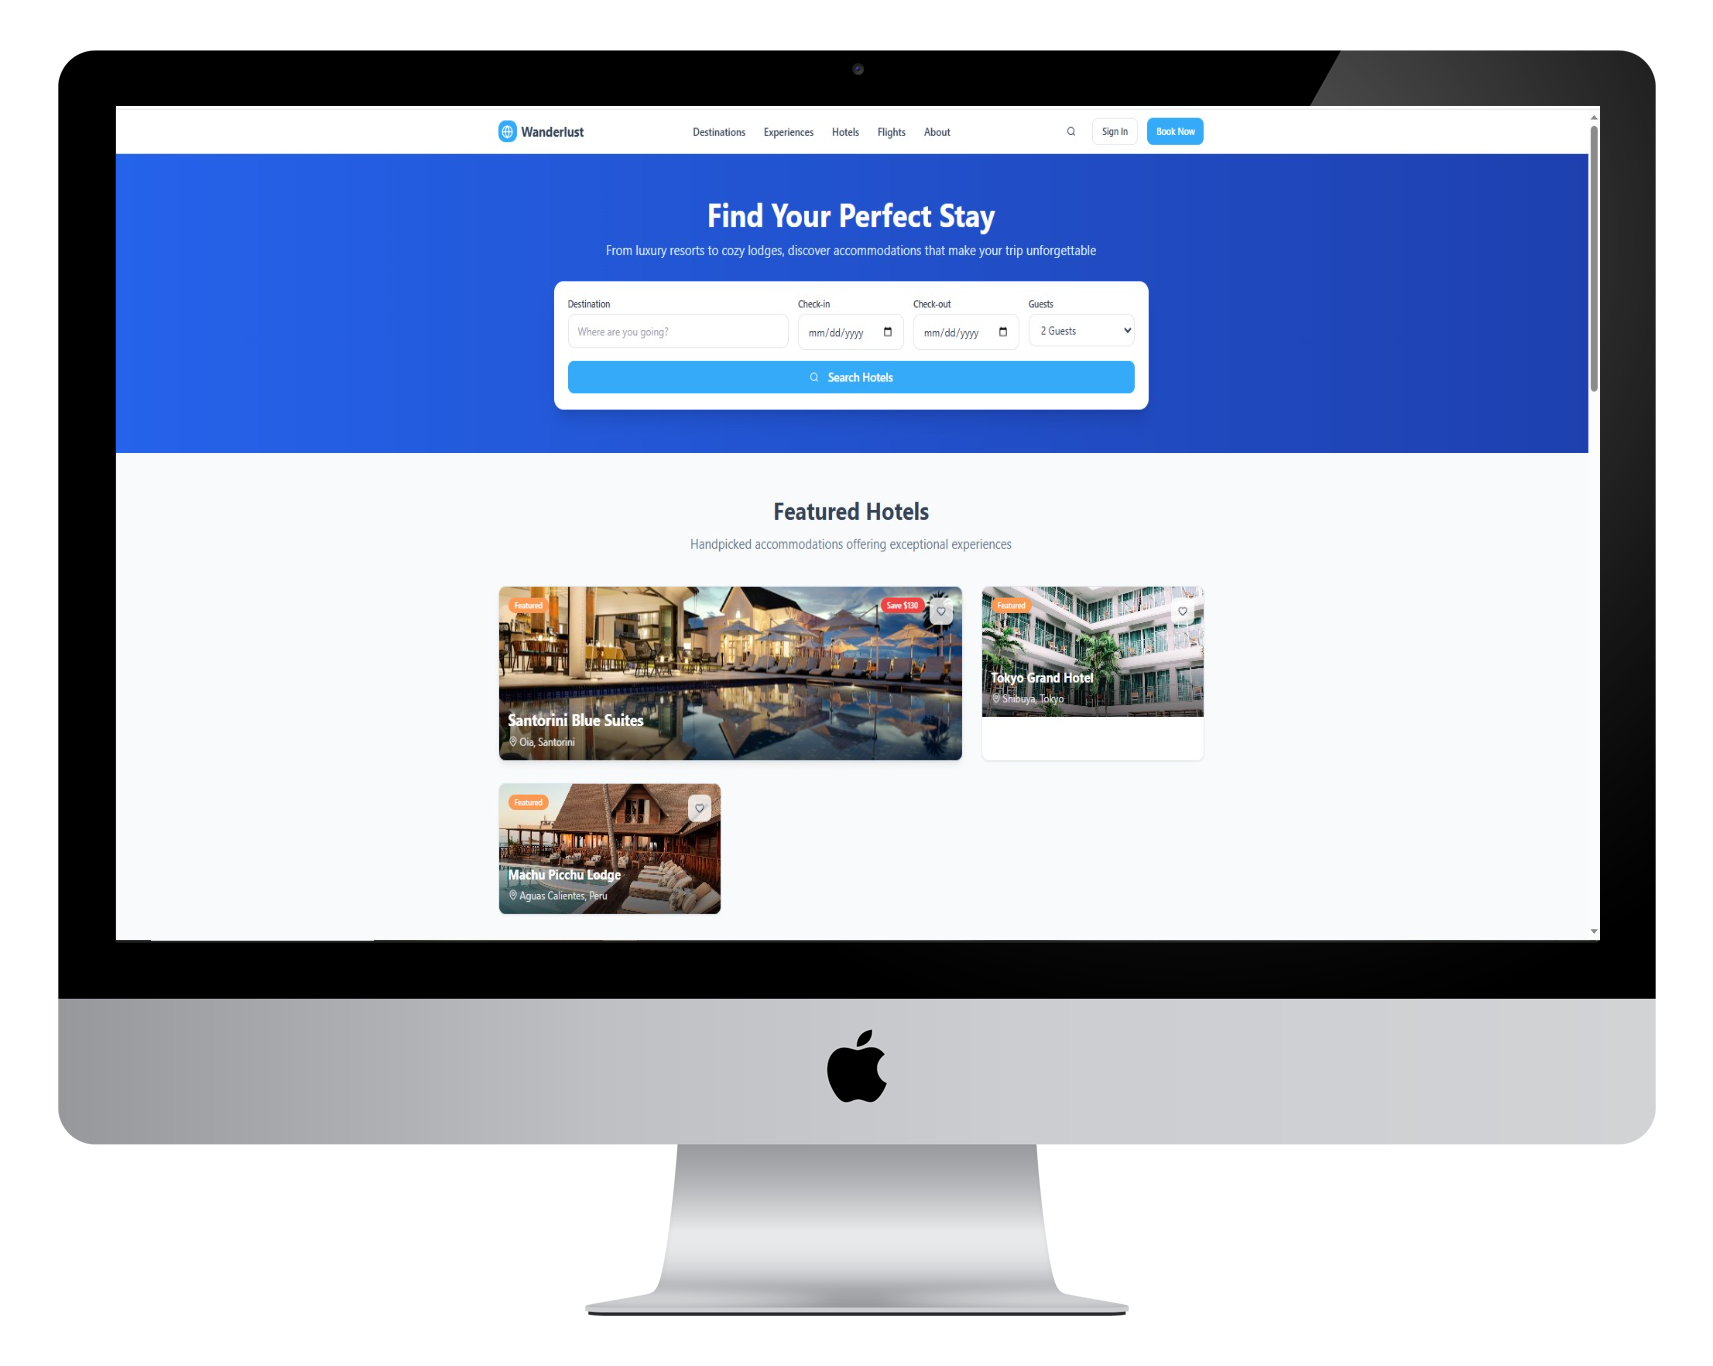 Wanderlust
Destinations Experiences Hotels Flights About
Sign In
Book Now
Find Your Perfect Stay
From luxury resorts to cozy lodges, discover accommodations that make your trip unforgettable
Destination
Where are you going?
Check-in
mm/dd/yyyy
Check-out
mm/dd/yyyy
Guests
2 Guests
Search Hotels
Featured Hotels
Handpicked accommodations offering exceptional experiences
Featured
Save $130
Santorini Blue Suites
Oia, Santorini
Featured
Tokyo Grand Hotel
Shibuya, Tokyo
Featured
Machu Picchu Lodge
Aguas Calientes, Peru